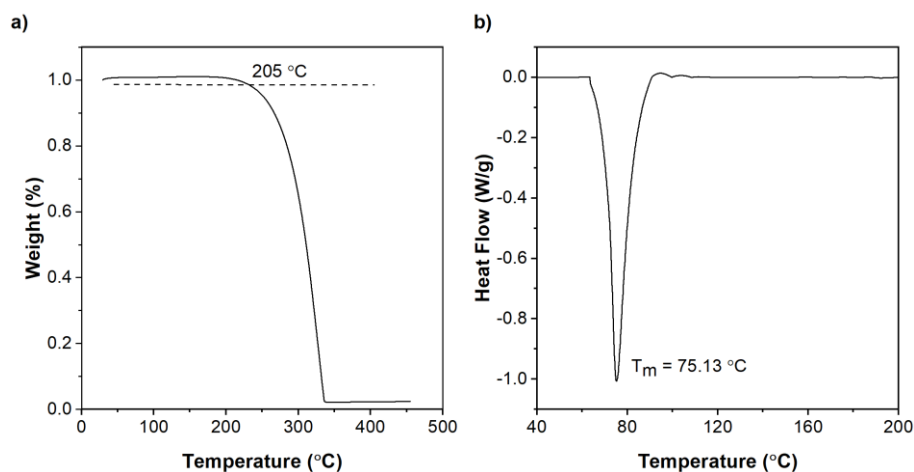 a)
205 °C
Weight (%)
1.0
0.8
0.6
0.4
0.2
0.0
0 100 200 300 400 500
Temperature (°C)
b)
Heat Flow (W/g)
0.0
-0.2
-0.4
-0.6
-0.8
-1.0
Tm = 75.13 °C
40 80 120 160 200
Temperature (°C)